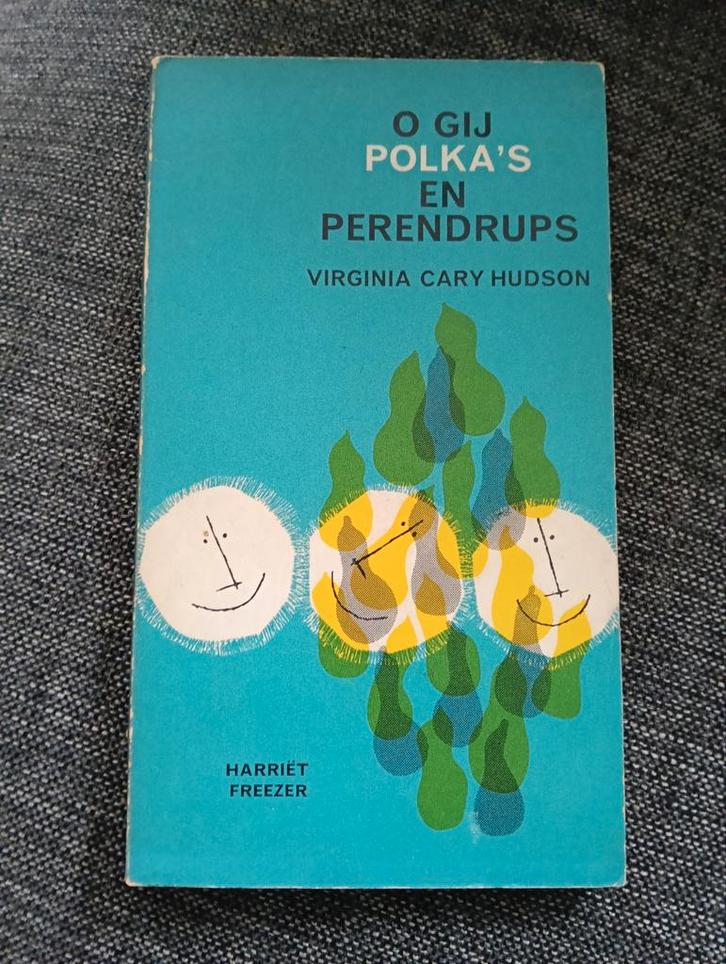 O GIJ
POLKA'S
EN
PERENDRUPS
VIRGINIA CARY HUDSON
HARRIËT
FREEZER